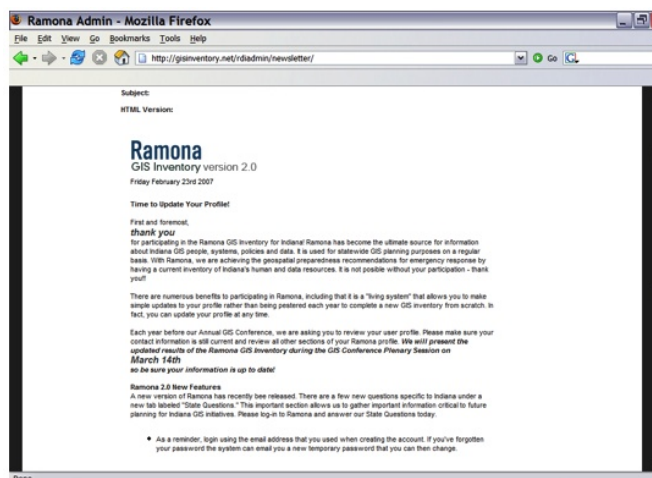 Ramona Admin - Mozilla Firefox
File Edit View Go Bookmarks Tools Help
http://gisinventory.net/rdiadmin/newsletter/ Go
Subject:
HTML Version:
Ramona
GIS Inventory version 2.0
Friday February 23rd 2007
Time to Update Your Profile!
First and foremost,
thank you
for participating in the Ramona GIS Inventory for Indiana! Ramona has become the ultimate source for information
about Indiana GIS people, systems, policies and data. It is used for statewide GIS planning purposes on a regular
basis. With Ramona, we are achieving the geospatial preparedness recommendations for emergency response by
having a current inventory of Indiana's human and data resources. It is not posible without your participation - thank
you!!
There are numerous benefits to participating in Ramona, including that it is a "living system" that allows you to make
simple updates to your profile rather than being pestered each year to complete a new GIS inventory from scratch. In
fact, you can update your profile at any time.
Each year before our Annual GIS Conference, we are asking you to review your user profile. Please make sure your
contact information is still current and review all other sections of your Ramona profile. We will present the
updated results of the Ramona GIS Inventory during the GIS Conference Plenary Session on
March 14th
so be sure your information is up to date!
Ramona 2.0 New Features
A new version of Ramona has recently bee released. There are a few new questions specific to Indiana under a
new tab labeled "State Questions." This important section allows us to gather important information critical to future
planning for Indiana GIS initiatives. Please log-in to Ramona and answer our State Questions today.
• As a reminder, login using the email address that you used when creating the account. If you've forgotten
your password the system can email you a new temporary password that you can then change.